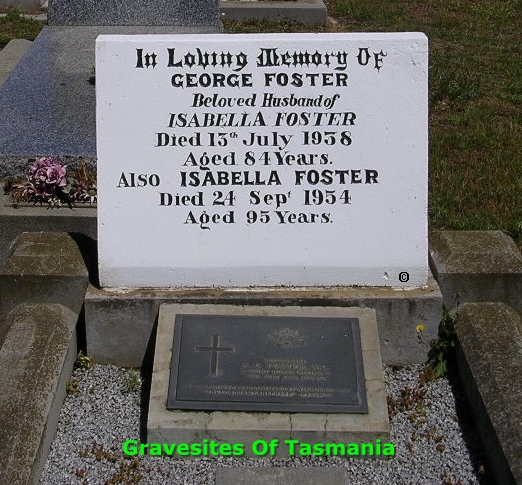 In Loving Memory Of
GEORGE FOSTER
Beloved Husband of
ISABELLA FOSTER
Died 13th July 1938
Aged 84 Years.
Also ISABELLA FOSTER
Died 24 Sept 1954
Aged 95 Years.
©
Gravesites Of Tasmania